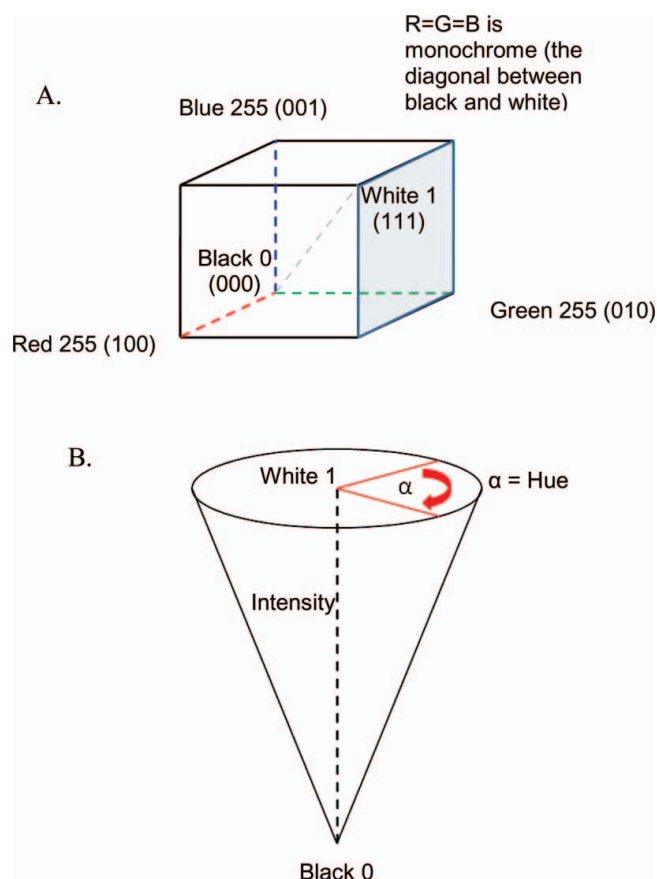 R=G=B is
monochrome (the
diagonal between
black and white)
A.
Blue 255 (001)
White 1
(111)
Black 0
(000)
Green 255 (010)
Red 255 (100)
B.
White 1
α
α = Hue
Intensity
Black 0